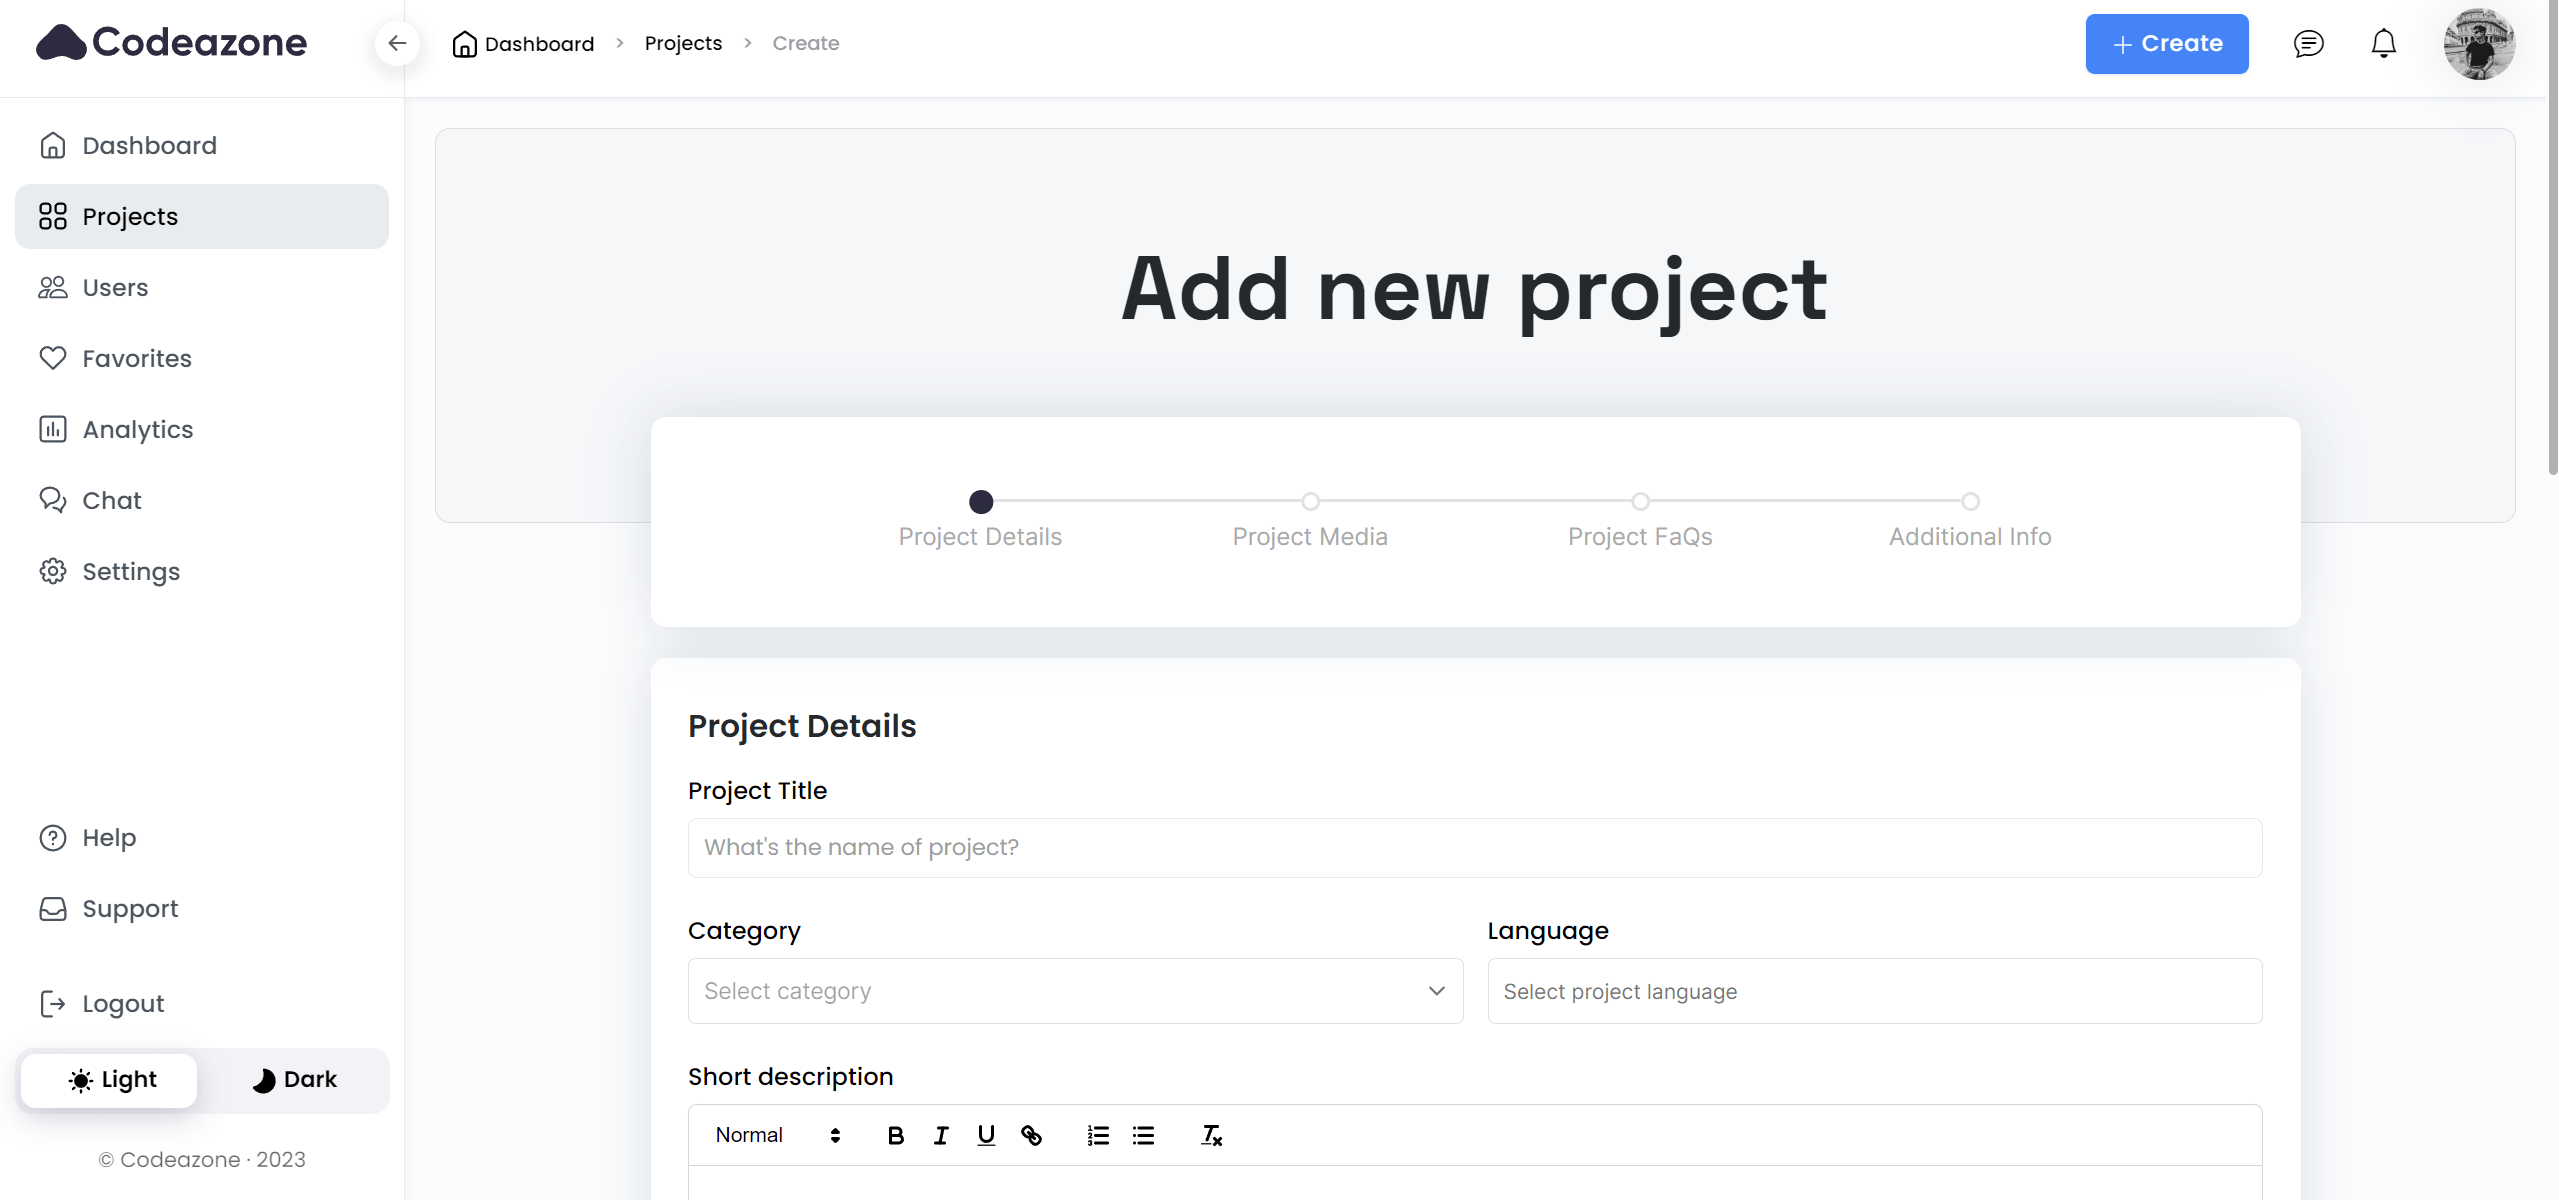 Codeazone
Dashboard > Projects > Create
+ Create
Dashboard
Projects
Users
Favorites
Analytics
Chat
Settings
Help
Support
Logout
Light
Dark
© Codeazone · 2023
Add new project
Project Details
Project Media
Project FaQs
Additional Info
Project Details
Project Title
What's the name of project?
Category
Language
Select category
Select project language
Short description
Normal